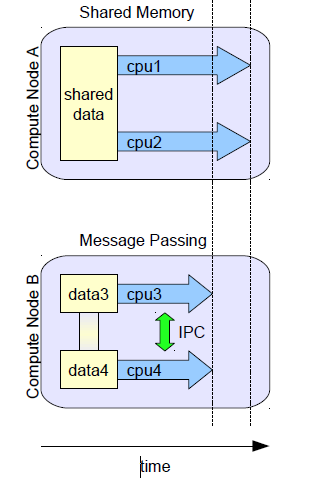 Shared Memory
Compute Node A
shared
data
cpu1
cpu2
Message Passing
Compute Node B
data3
cpu3
IPC
data4
cpu4
time